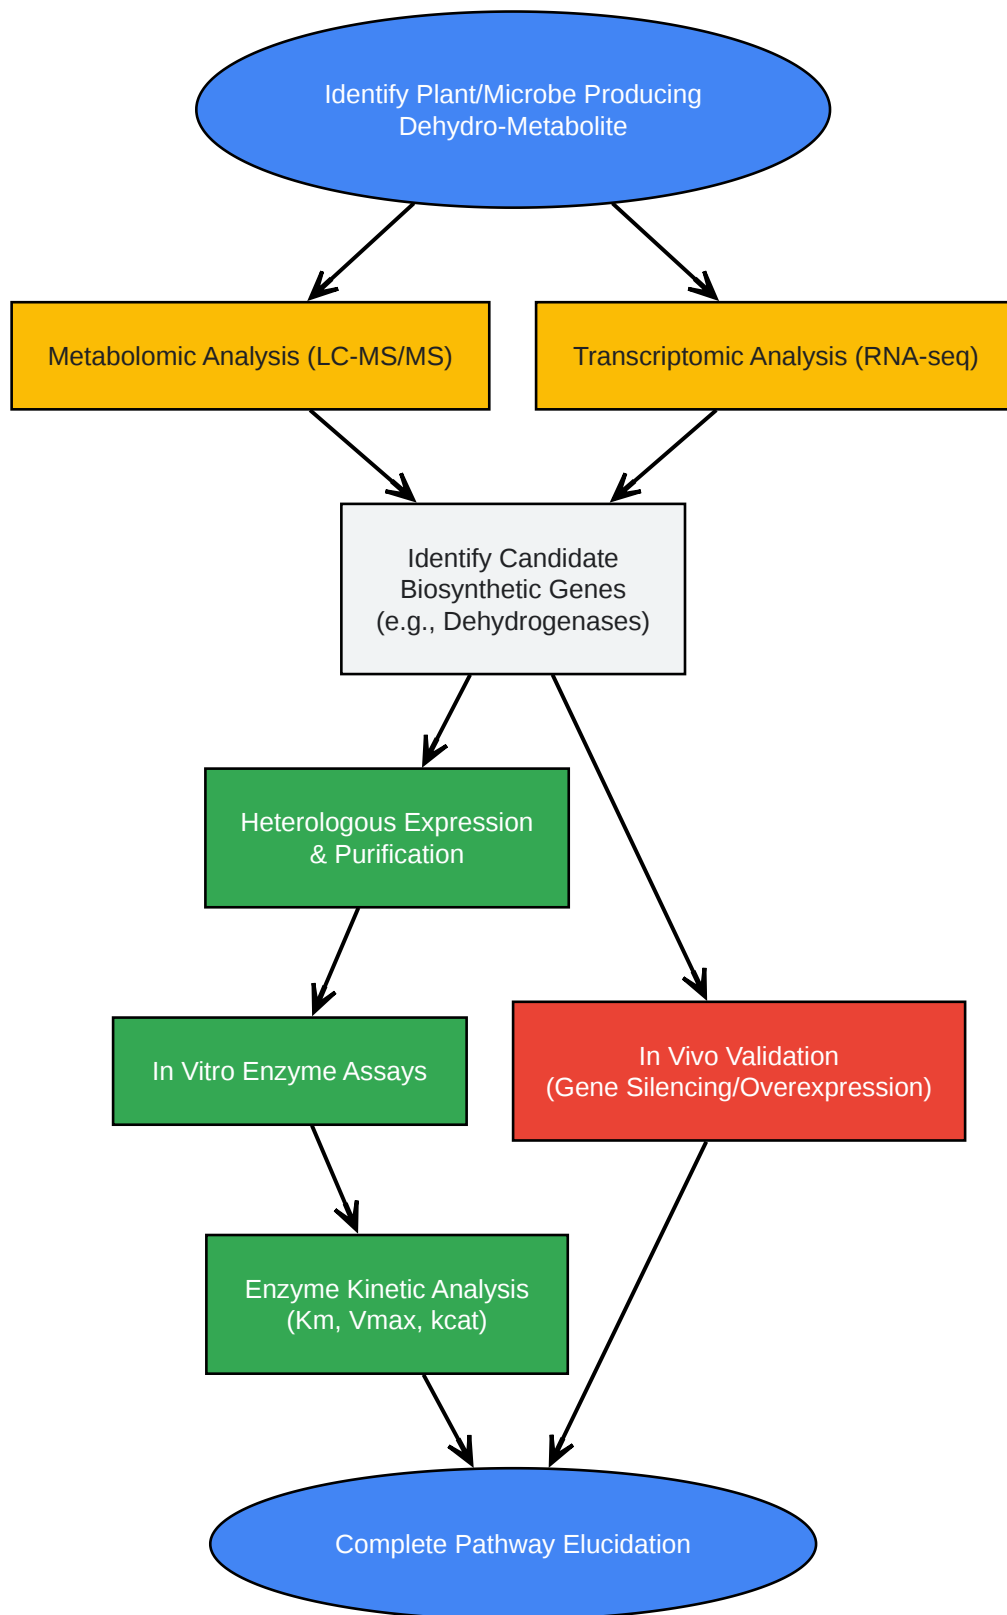 Identify Plant/Microbe Producing
Dehydro-Metabolite
Metabolomic Analysis (LC-MS/MS)
Transcriptomic Analysis (RNA-seq)
Identify Candidate
Biosynthetic Genes
(e.g., Dehydrogenases)
Heterologous Expression
& Purification
In Vitro Enzyme Assays
In Vivo Validation
(Gene Silencing/Overexpression)
Enzyme Kinetic Analysis
(Km, Vmax, kcat)
Complete Pathway Elucidation